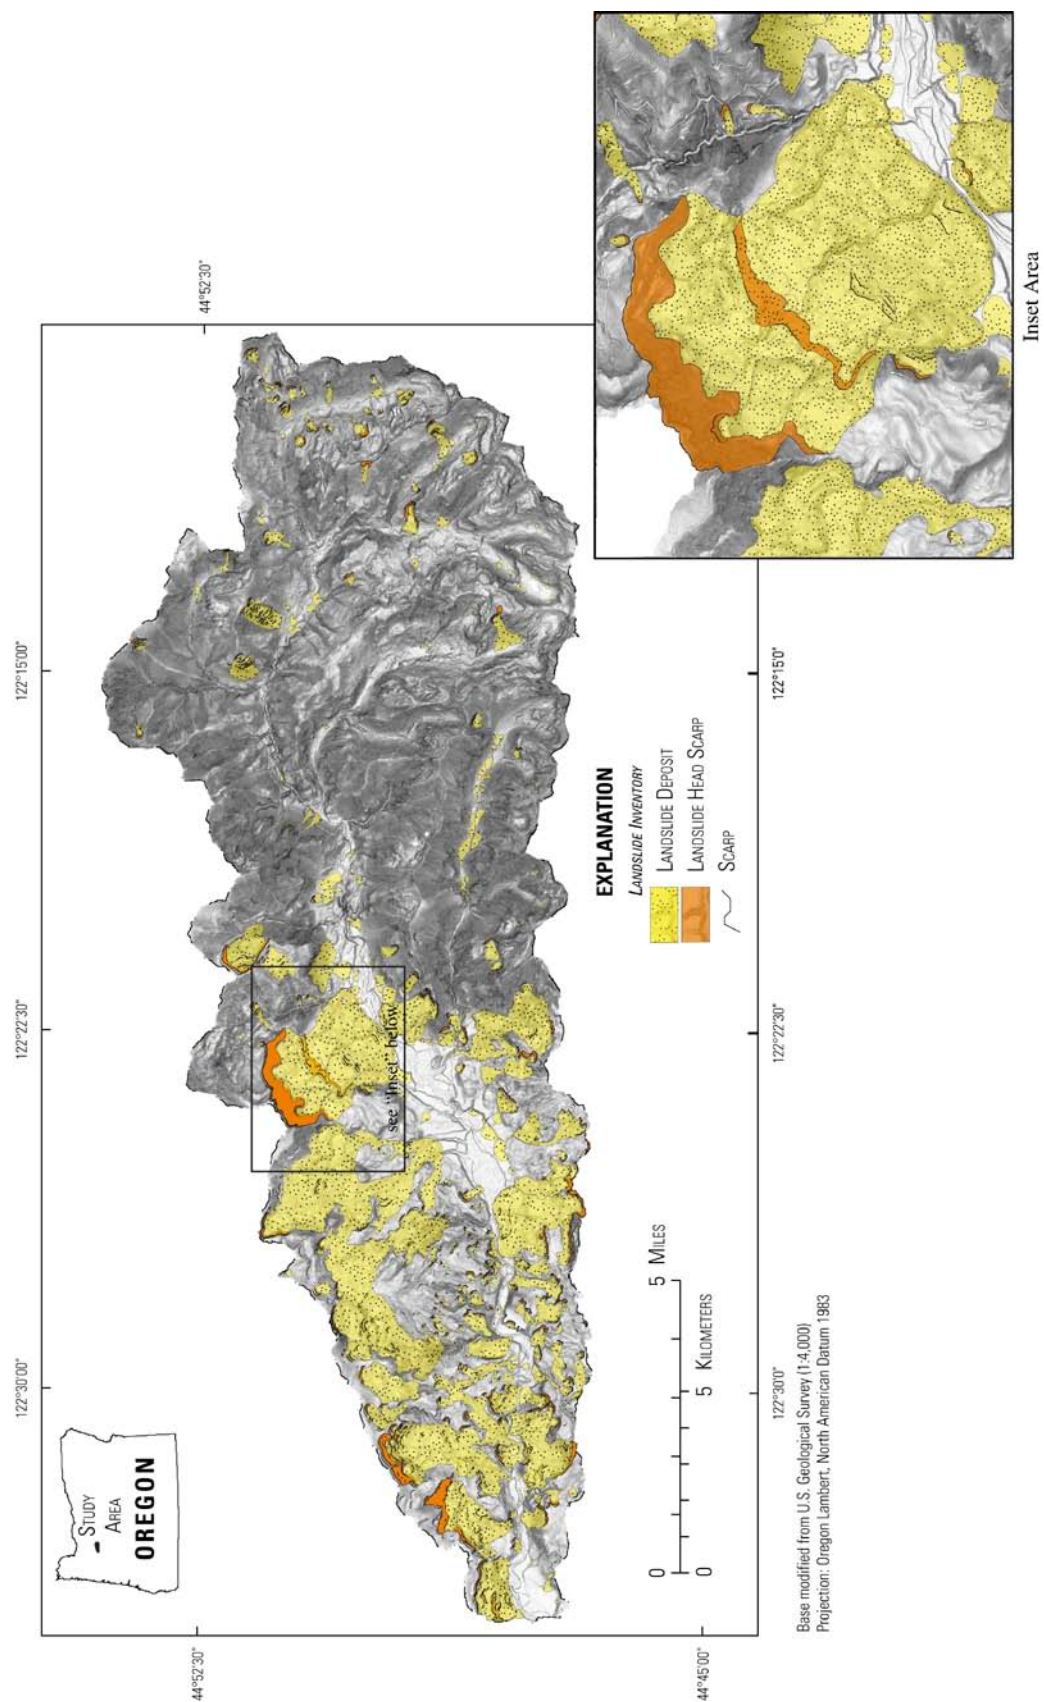 122°30'00"
122°22'30"
122°15'00"
44°52'30"
44°52'30"
44°45'00"
STUDY
AREA
OREGON
see "Inset" below
0 5 MILES
0 5 KILOMETERS
EXPLANATION
LANDSLIDE INVENTORY
LANDSLIDE DEPOSIT
LANDSLIDE HEAD SCARP
SCARP
122°30'0"
122°22'30"
122°15'0"
Base modified from U.S. Geological Survey (1:4,000)
Projection: Oregon Lambert, North American Datum 1983
Inset Area